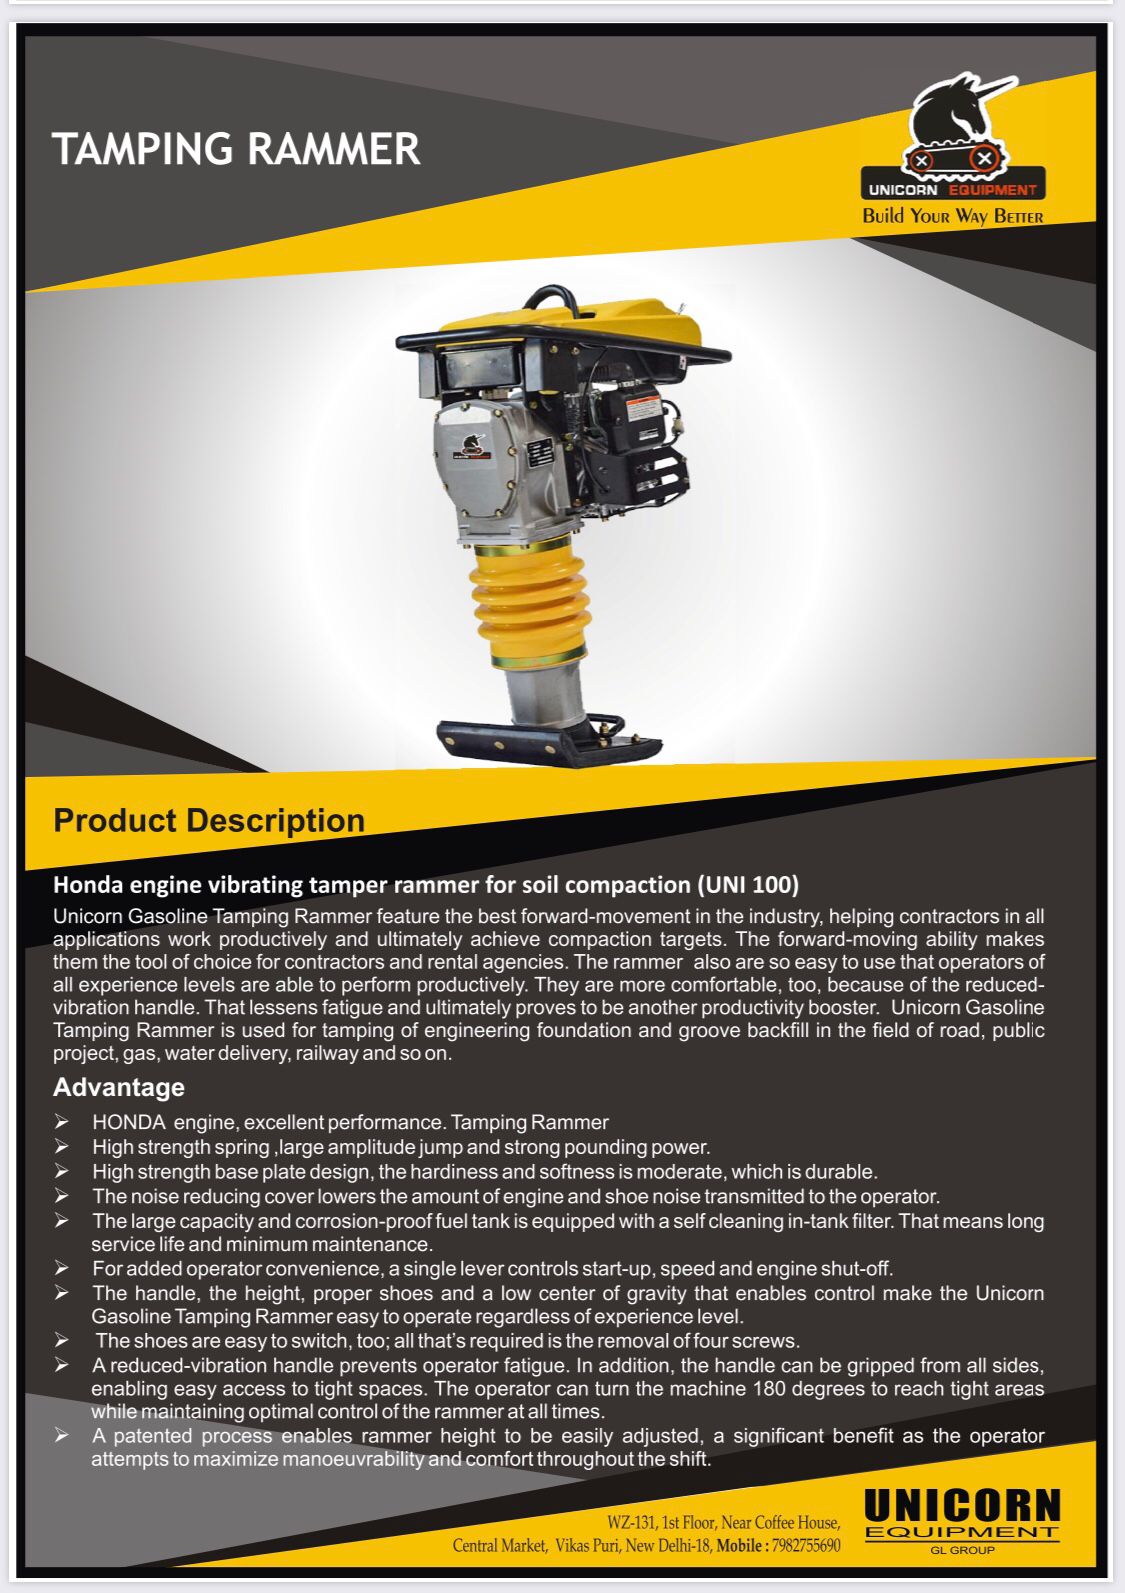 TAMPING RAMMER
UNICORN EQUIPMENT
Build Your Way Better
Product Description
Honda engine vibrating tamper rammer for soil compaction (UNI 100)
Unicorn Gasoline Tamping Rammer feature the best forward-movement in the industry, helping contractors in all
applications work productively and ultimately achieve compaction targets. The forward-moving ability makes
them the tool of choice for contractors and rental agencies. The rammer also are so easy to use that operators of
all experience levels are able to perform productively. They are more comfortable, too, because of the reduced-
vibration handle. That lessens fatigue and ultimately proves to be another productivity booster. Unicorn Gasoline
Tamping Rammer is used for tamping of engineering foundation and groove backfill in the field of road, public
project, gas, water delivery, railway and so on.
Advantage
➢ HONDA engine, excellent performance. Tamping Rammer
➢ High strength spring ,large amplitude jump and strong pounding power.
➢ High strength base plate design, the hardiness and softness is moderate, which is durable.
➢ The noise reducing cover lowers the amount of engine and shoe noise transmitted to the operator.
➢ The large capacity and corrosion-proof fuel tank is equipped with a self cleaning in-tank filter. That means long
service life and minimum maintenance.
➢ For added operator convenience, a single lever controls start-up, speed and engine shut-off.
➢ The handle, the height, proper shoes and a low center of gravity that enables control make the Unicorn
Gasoline Tamping Rammer easy to operate regardless of experience level.
➢ The shoes are easy to switch, too; all that's required is the removal of four screws.
➢ A reduced-vibration handle prevents operator fatigue. In addition, the handle can be gripped from all sides,
enabling easy access to tight spaces. The operator can turn the machine 180 degrees to reach tight areas
while maintaining optimal control of the rammer at all times.
➢ A patented process enables rammer height to be easily adjusted, a significant benefit as the operator
attempts to maximize manoeuvrability and comfort throughout the shift.
WZ-131, 1st Floor, Near Coffee House,
Central Market, Vikas Puri, New Delhi-18, Mobile : 7982755690
UNICORN
EQUIPMENT
GL GROUP